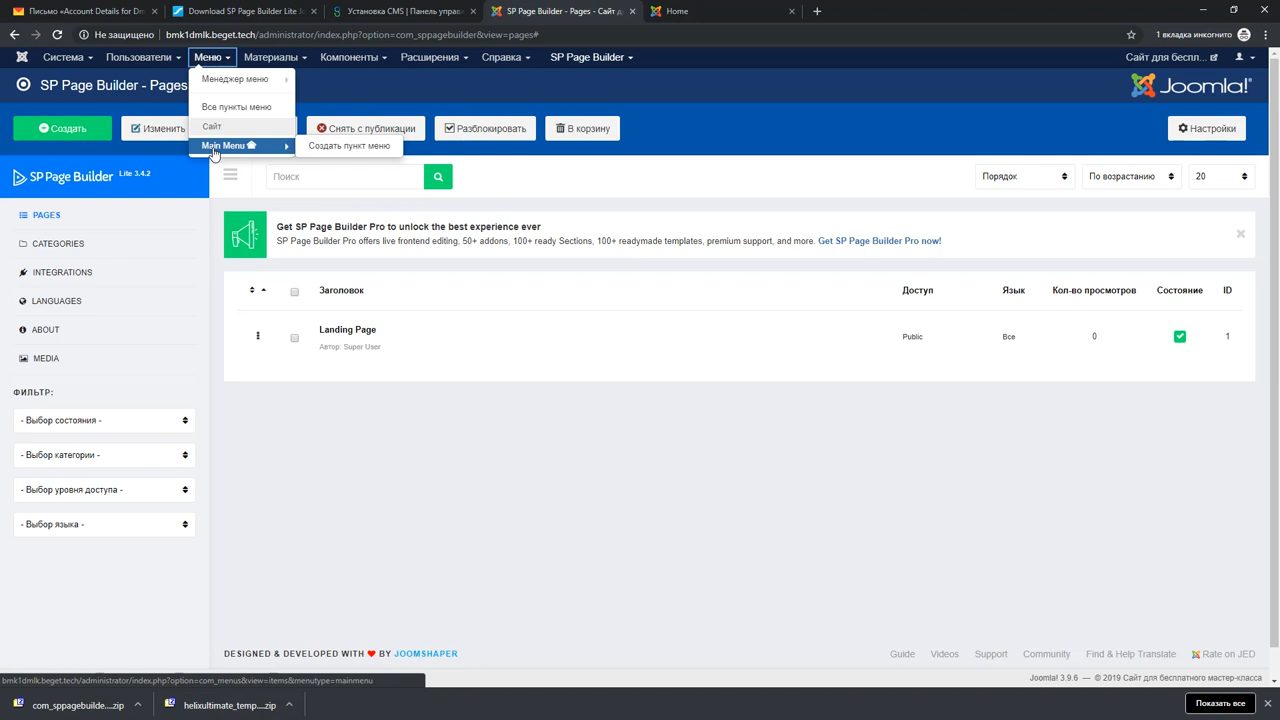 Письмо «Account Details for Dm
Download SP Page Builder Lite Jo
Установка CMS | Панель управл
SP Page Builder - Pages - Сайт д
Home
Не защищено
bmk1dmlk.beget.tech/administrator/index.php?option=com_sppagebuilder&view=pages#
1 вкладка инкогнито
Система
Пользователи
Меню
Материалы
Компоненты
Расширения
Справка
SP Page Builder
Сайт для беспл...
SP Page Builder - Pages
Joomla!
Менеджер меню
Все пункты меню
Сайт
Main Menu
Создать пункт меню
Создать
Изменить
Снять с публикации
Разблокировать
В корзину
Настройки
SP Page Builder Lite 3.4.2
Поиск
Порядок
По возрастанию
20
PAGES
CATEGORIES
INTEGRATIONS
LANGUAGES
ABOUT
MEDIA
ФИЛЬТР:
- Выбор состояния -
- Выбор категории -
- Выбор уровня доступа -
- Выбор языка -
Get SP Page Builder Pro to unlock the best experience ever
SP Page Builder Pro offers live frontend editing, 50+ addons, 100+ ready Sections, 100+ readymade templates, premium support, and more. Get SP Page Builder Pro now!
Заголовок
Доступ
Язык
Кол-во просмотров
Состояние
ID
Landing Page
Автор: Super User
Public
Все
0
1
DESIGNED & DEVELOPED WITH ❤ BY JOOMSHAPER
Guide
Videos
Support
Community
Find & Help Translate
Rate on JED
bmk1dmlk.beget.tech/administrator/index.php?option=com_menus&view=items&menutype=mainmenu
Joomla! 3.9.6 — © 2019 Сайт для бесплатного мастер-класса
com_sppagebuilde....zip
helixultimate_temp....zip
Показать все